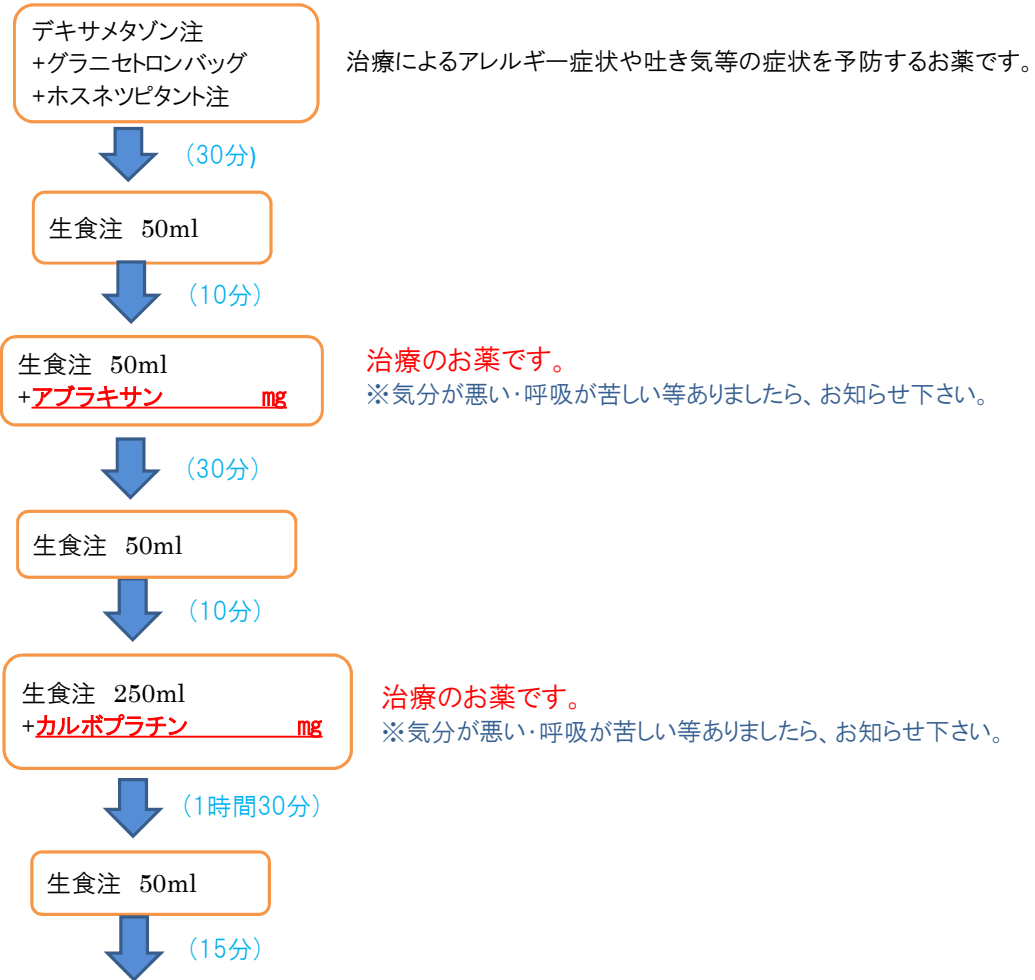 デキサメタゾン注
+グラニセトロンバッグ
+ホスネツピタント注
治療によるアレルギー症状や吐き気等の症状を予防するお薬です。
（30分)
生食注　50ml
（10分）
生食注　50ml
+アブラキサン　　　　　　mg
治療のお薬です。
※気分が悪い・呼吸が苦しい等ありましたら、お知らせ下さい。
（30分）
生食注　50ml
（10分）
生食注　250ml
+カルボプラチン　　　　　　　mg
治療のお薬です。
※気分が悪い・呼吸が苦しい等ありましたら、お知らせ下さい。
（1時間30分）
生食注　50ml
（15分）